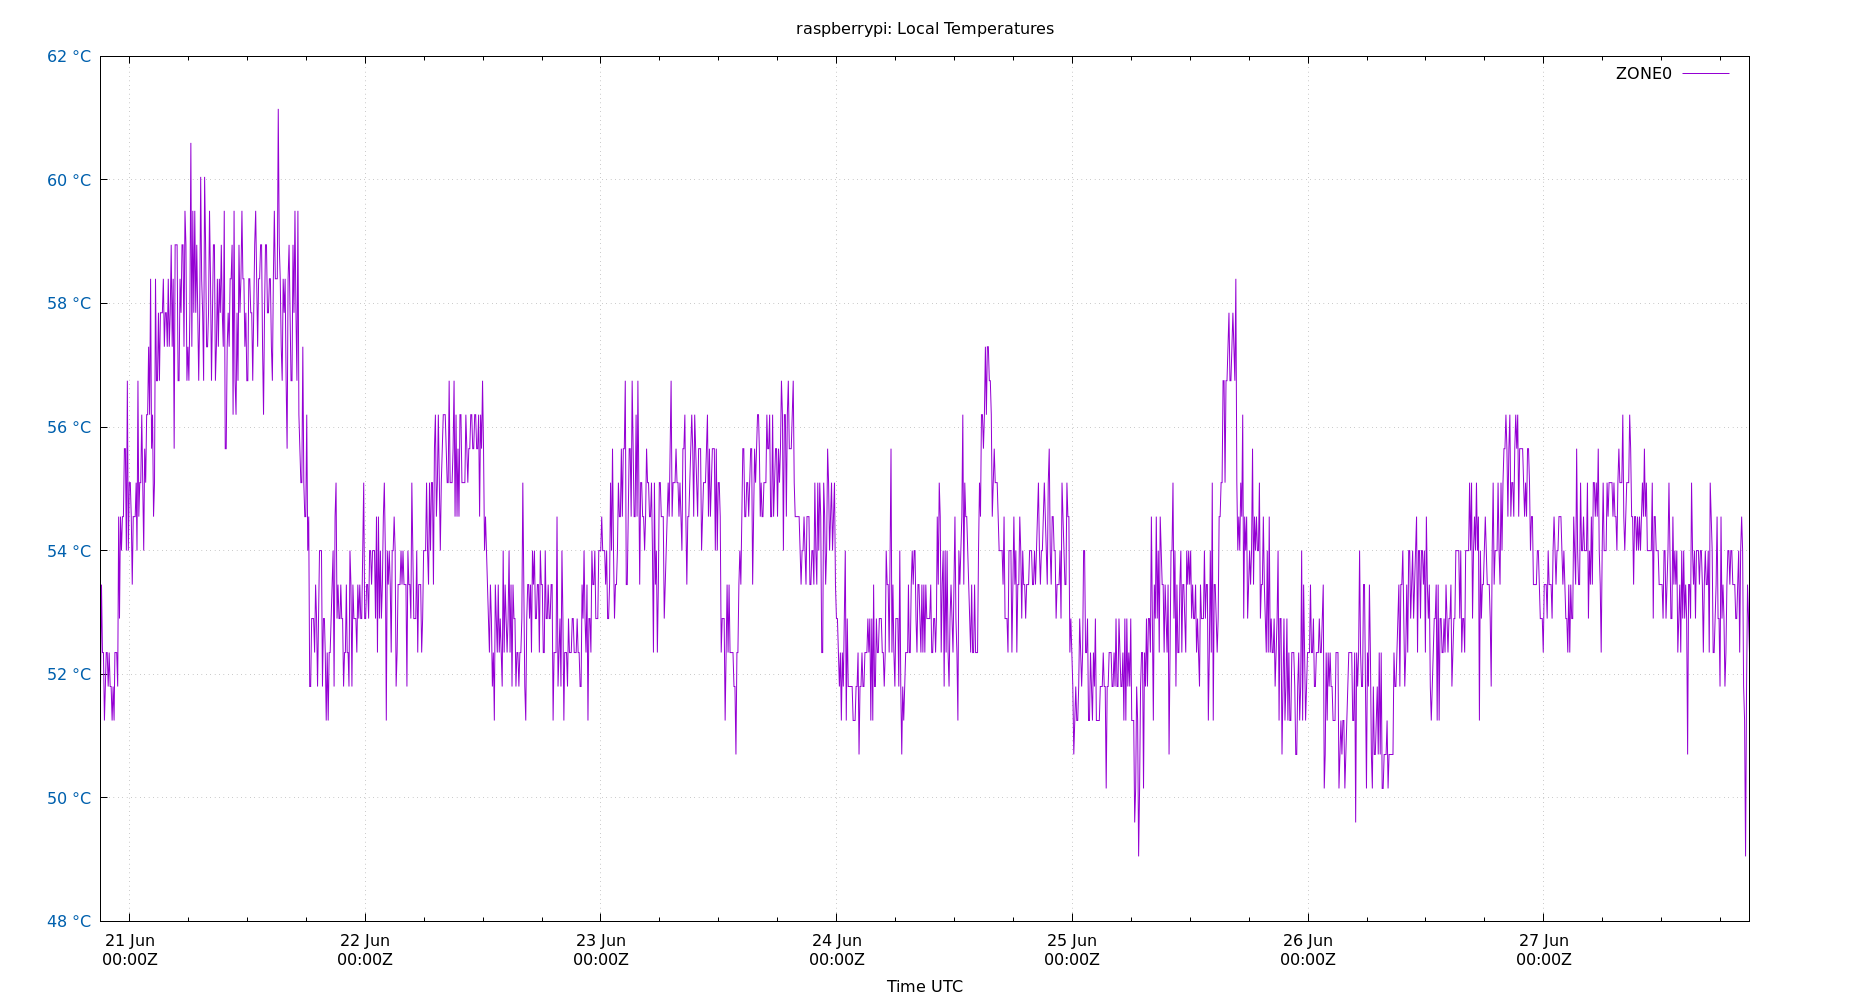 raspberrypi: Local Temperatures
62 °C
ZONE0
60 °C
58 °C
56 °C
54 °C
52 °C
50 °C
48 °C
21 Jun 22 Jun 23 Jun 24 Jun 25 Jun 26 Jun 27 Jun
00:00Z 00:00Z 00:00Z 00:00Z 00:00Z 00:00Z 00:00Z
Time UTC